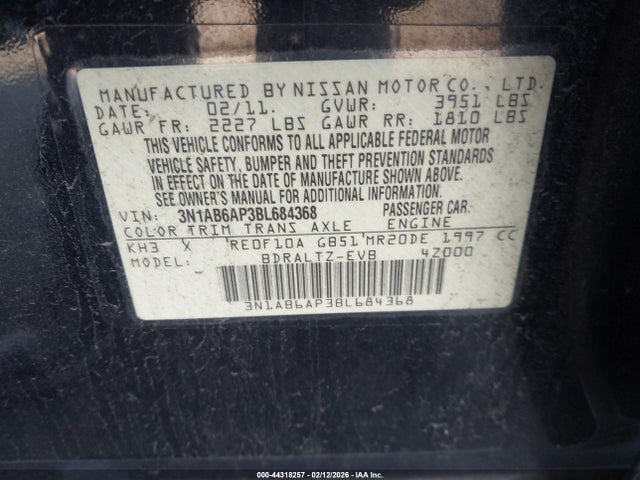 MANUFACTURED BY NISSAN MOTOR CO., LTD.
DATE: 02/11. GVWR: 3951 LBS
GAWR FR: 2227 LBS GAWR RR: 1810 LBS
THIS VEHICLE CONFORMS TO ALL APPLICABLE FEDERAL MOTOR
VEHICLE SAFETY, BUMPER AND THEFT PREVENTION STANDARDS
IN EFFECT ON THE DATE OF MANUFACTURE SHOWN ABOVE.
SEE OWNER'S MANUAL FOR ADDITIONAL INFORMATION.
VIN: 3N1AB6AP3BL684368 PASSENGER CAR.
COLOR TRIM TRANS AXLE ENGINE
KH3 X RE0F10A GB51 MR20DE 1997 CC
MODEL: BDRALTZ-EVB 4Z000
3N1AB6AP3BL684368
000-44318257 - 02/12/2026 - IAA Inc.